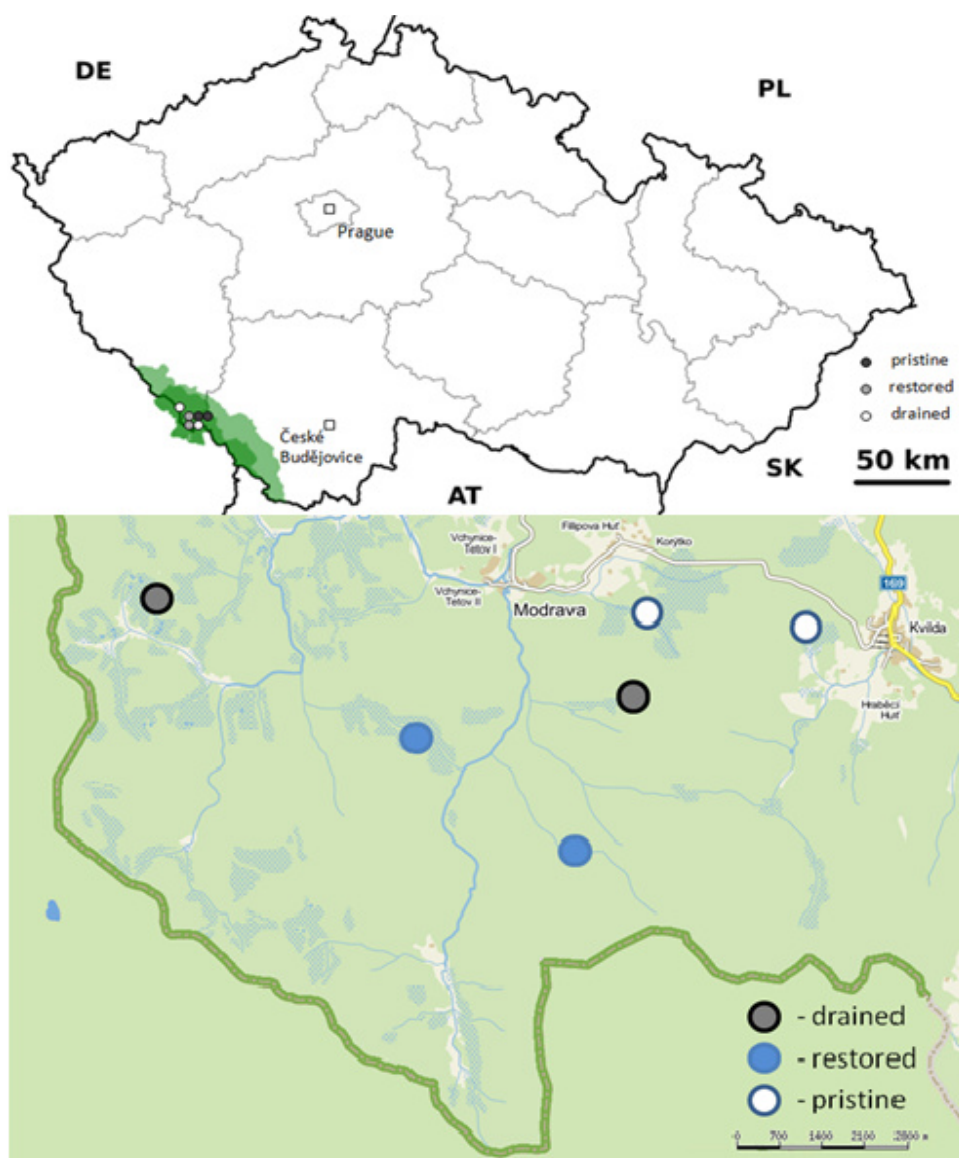 DE
PL
Prague
pristine
restored
drained
České
Budějovice
SK
50 km
AT
Vchynice-
Tetov I
Filipova Huť
Korýtko
Vchynice-
Tetov II
Modrava
169
Kvilda
Hraběcí
Huť
- drained
- restored
- pristine
0 700 1400 2100 2800 m